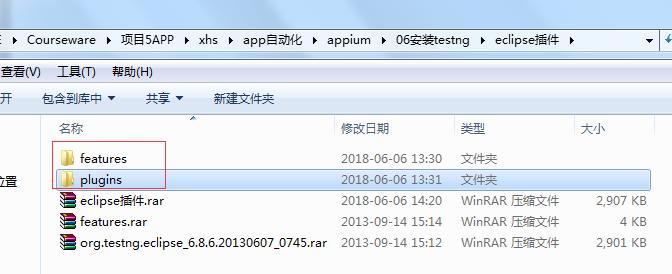 Courseware ▸ 项目5APP ▸ xhs ▸ app自动化 ▸ appium ▸ 06安装testng ▸ eclipse插件 ▸
查看(V) 工具(T) 帮助(H)
开 包含到库中 共享 新建文件夹
名称 修改日期 类型 大小
features 2018-06-06 13:30 文件夹
plugins 2018-06-06 13:31 文件夹
位置
eclipse插件.rar 2018-06-06 14:20 WinRAR 压缩文件 2,907 KB
features.rar 2013-09-14 15:14 WinRAR 压缩文件 4 KB
org.testng.eclipse_6.8.6.20130607_0745.rar 2013-09-14 15:12 WinRAR 压缩文件 2,901 KB